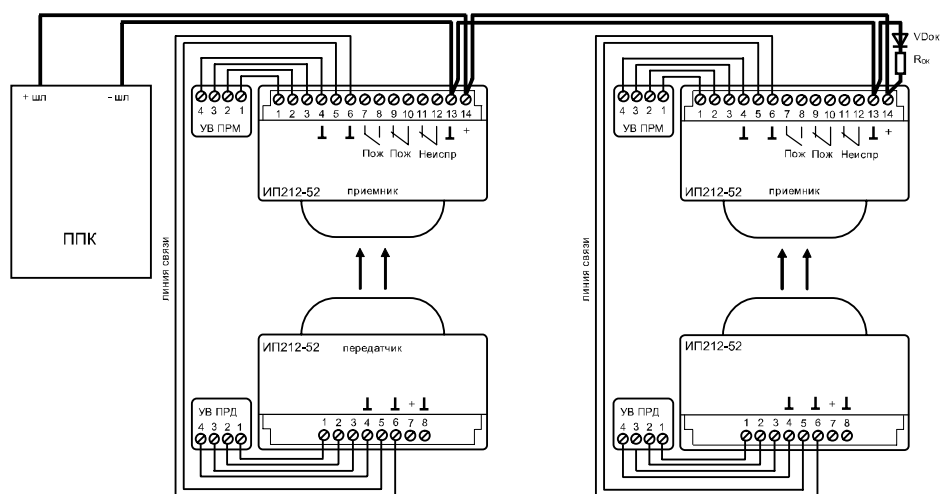 VDок
Rок
+ шл
- шл
4 3 2 1
УВ ПРМ
1 2 3 4 5 6 7 8 9 10 11 12 13 14
+
Пож Пож Неиспр
ИП212-52 приемник
4 3 2 1
УВ ПРМ
1 2 3 4 5 6 7 8 9 10 11 12 13 14
+
Пож Пож Неиспр
ИП212-52 приемник
ППК
линия связи
линия связи
ИП212-52 передатчик
+
УВ ПРД
4 3 2 1
1 2 3 4 5 6 7 8
ИП212-52
+
УВ ПРД
4 3 2 1
1 2 3 4 5 6 7 8